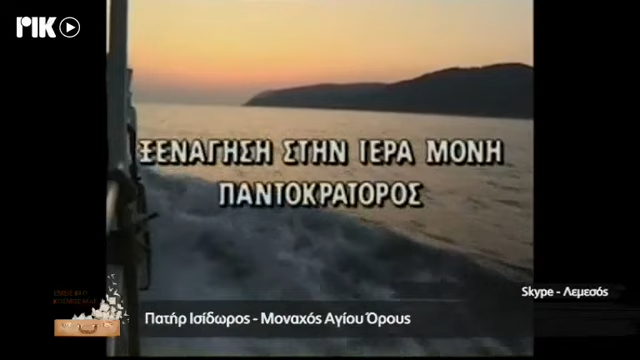 ΡΙΚ
ΞΕΝΑΓΗΣΗ ΣΤΗΝ ΙΕΡΑ ΜΟΝΗ
ΠΑΝΤΟΚΡΑΤΟΡΟΣ
Skype - Λεμεσός
Πατήρ Ισίδωρος - Μοναχός Αγίου Όρους